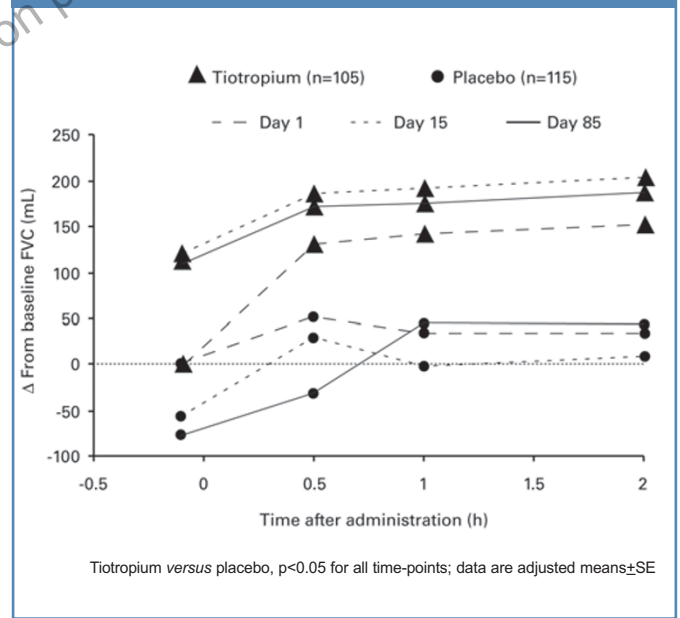 on p
Tiotropium (n=105) Placebo (n=115)
Day 1 Day 15 Day 85
250
200
150
100
50
0
-50
-100
Δ From baseline FVC (mL)
-0.5 0 0.5 1 1.5 2
Time after administration (h)
Tiotropium versus placebo, p<0.05 for all time-points; data are adjusted means±SE